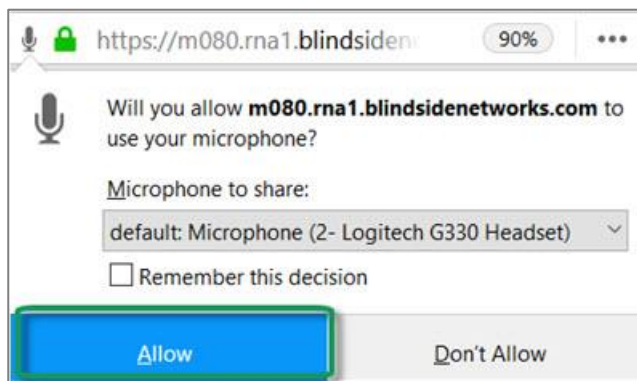 https://m080.rna1.blindsiden 90%
Will you allow m080.rna1.blindsidenetworks.com to
use your microphone?
Microphone to share:
default: Microphone (2- Logitech G330 Headset)
Remember this decision
Allow Don't Allow